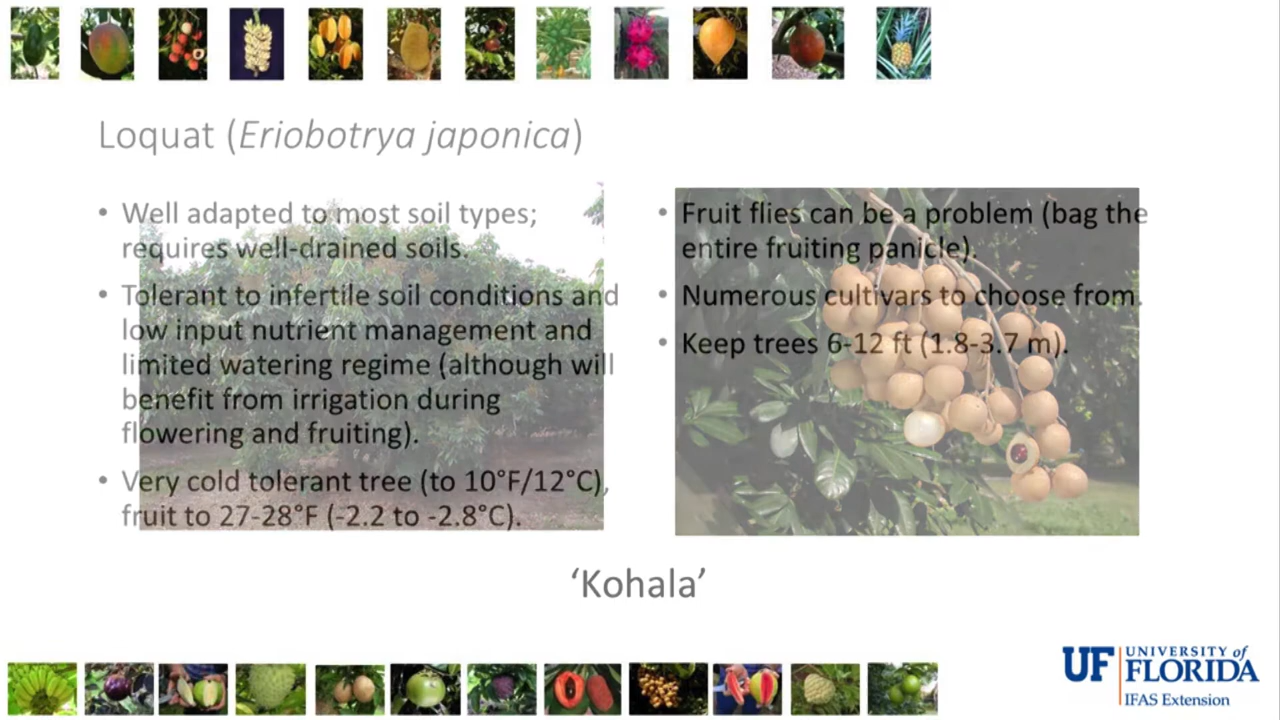 Loquat (Eriobotrya japonica)
• Well adapted to most soil types;
requires well-drained soils.
• Tolerant to infertile soil conditions and
low input nutrient management and
limited watering regime (although will
benefit from irrigation during
flowering and fruiting).
• Very cold tolerant tree (to 10°F/12°C),
fruit to 27-28°F (-2.2 to -2.8°C).
• Fruit flies can be a problem (bag the
entire fruiting panicle).
• Numerous cultivars to choose from.
• Keep trees 6-12 ft (1.8-3.7 m).
‘Kohala’
UF UNIVERSITY of
FLORIDA
IFAS Extension